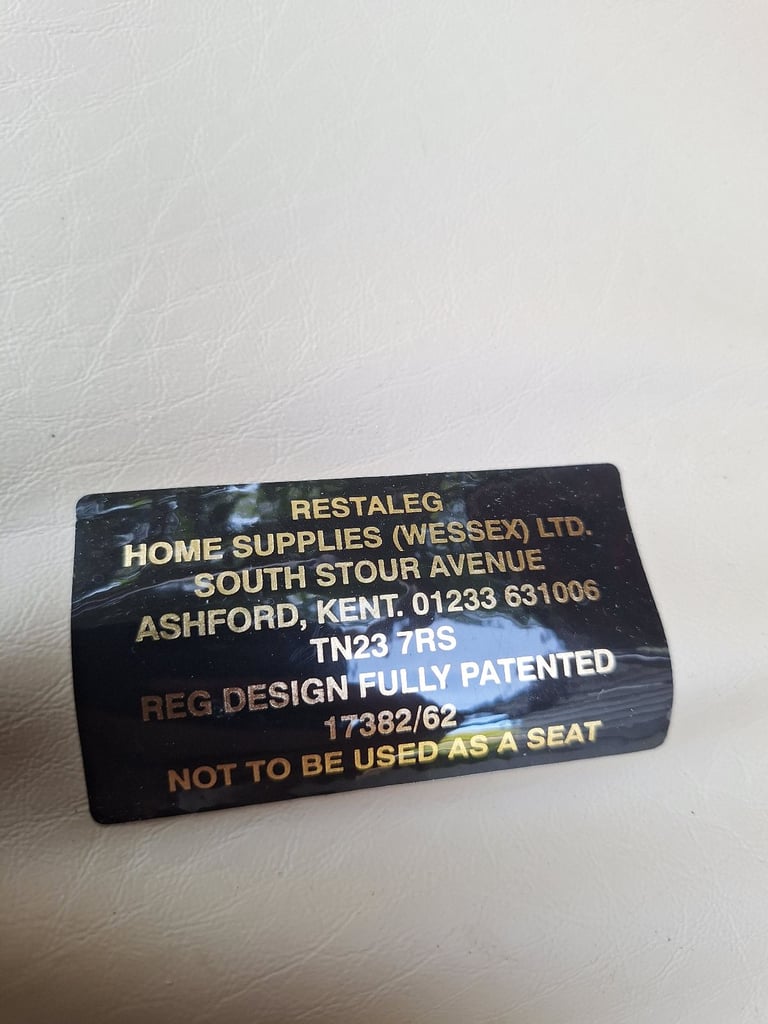 RESTALEG
HOME SUPPLIES (WESSEX) LTD.
SOUTH STOUR AVENUE
ASHFORD, KENT. 01233 631006
TN23 7RS
REG DESIGN FULLY PATENTED
17382/62
NOT TO BE USED AS A SEAT